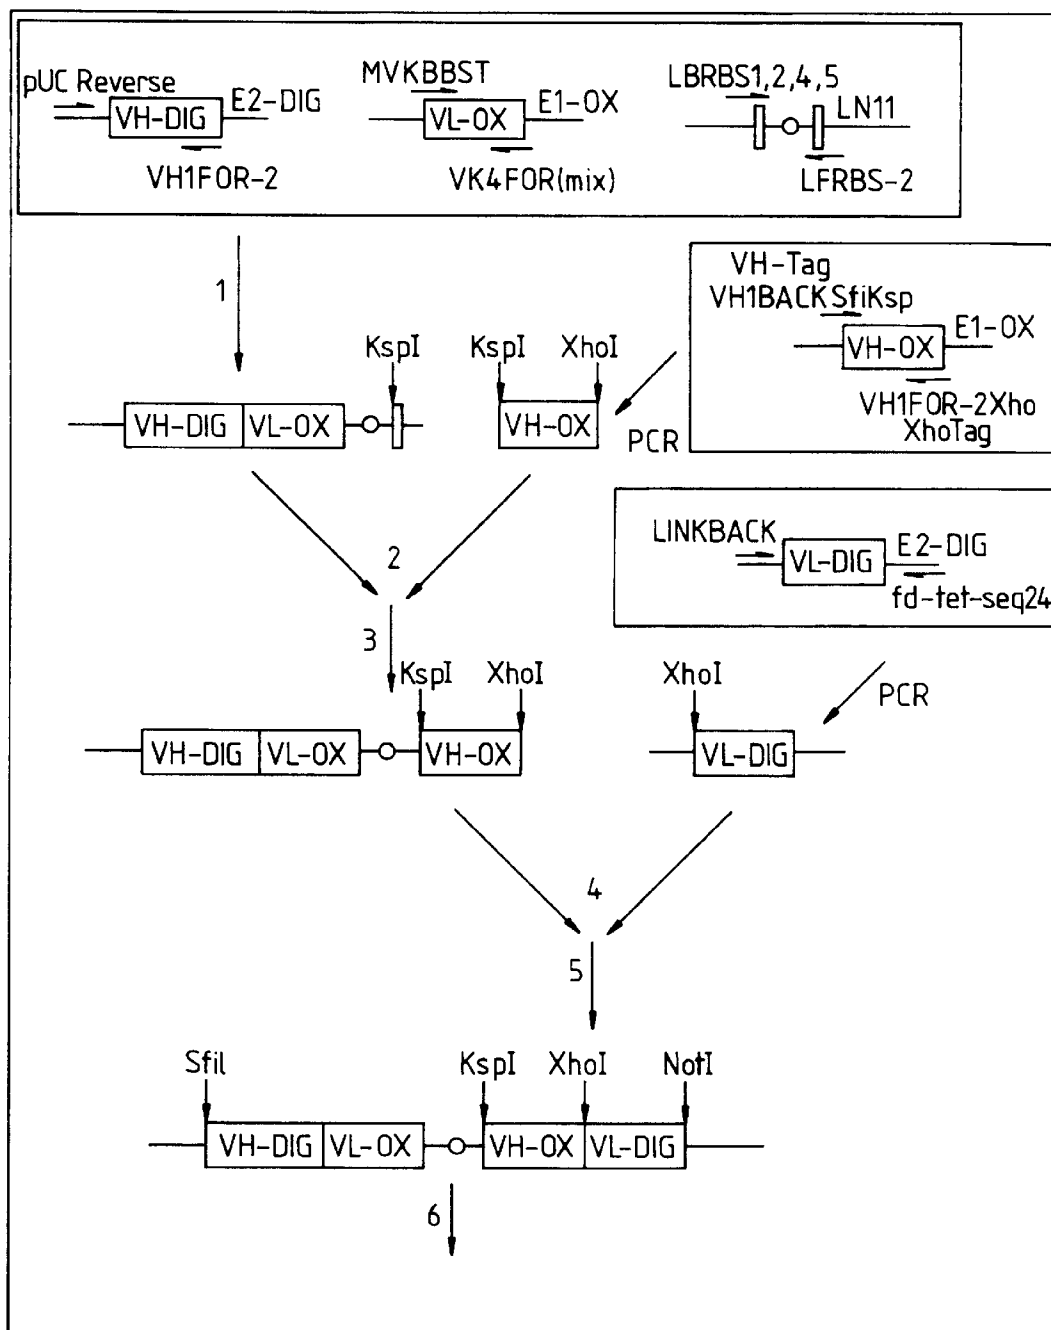 pUC Reverse
VH-DIG
E2-DIG
VH1FOR-2
MVKBBST
VL-OX
E1-OX
VK4FOR(mix)
LBRBS1,2,4,5
LN11
LFRBS-2
1
VH-Tag
VH1BACKSfiKsp
VH-OX
E1-OX
VH1FOR-2Xho
XhoTag
KspI
KspI
XhoI
VH-DIG
VL-OX
VH-OX
PCR
LINKBACK
VL-DIG
E2-DIG
fd-tet-seq24
2
3
KspI
XhoI
XhoI
PCR
VH-DIG
VL-OX
VH-OX
VL-DIG
4
5
SfiI
KspI
XhoI
NotI
VH-DIG
VL-OX
VH-OX
VL-DIG
6